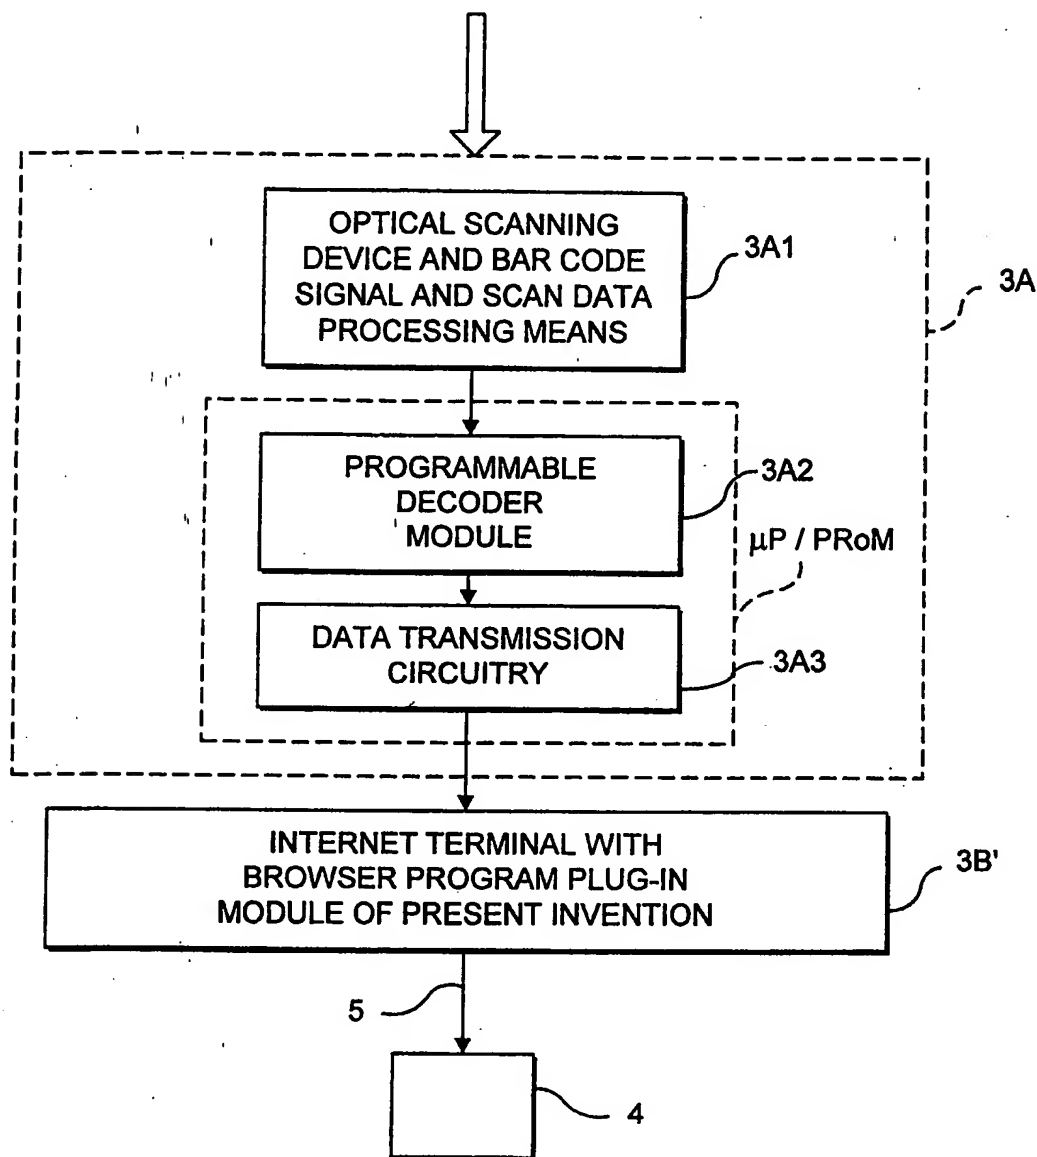 OPTICAL SCANNING
DEVICE AND BAR CODE
SIGNAL AND SCAN DATA
PROCESSING MEANS
3A1
3A
PROGRAMMABLE
DECODER
MODULE
3A2
μP / PRoM
DATA TRANSMISSION
CIRCUITRY
3A3
INTERNET TERMINAL WITH
BROWSER PROGRAM PLUG-IN
MODULE OF PRESENT INVENTION
3B'
5
4